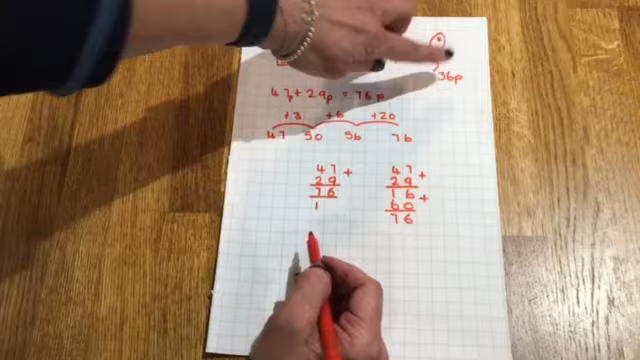 36p
47p + 29p = 76p
+3 +6 +20
47 50 56 76
47 + 47 +
29 29
76 16 +
1 60
76